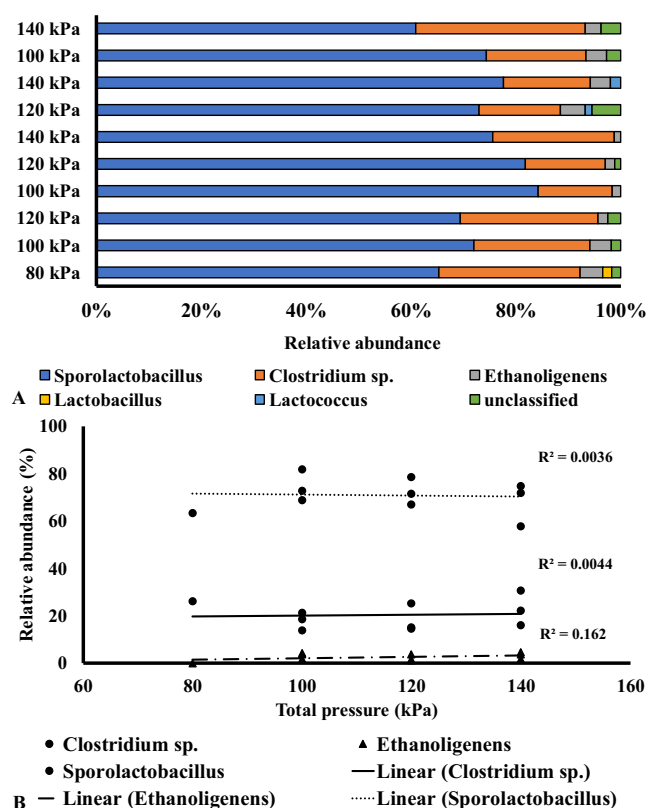 140 kPa
100 kPa
140 kPa
120 kPa
140 kPa
120 kPa
100 kPa
120 kPa
100 kPa
80 kPa
0% 20% 40% 60% 80% 100%
Relative abundance
Sporolactobacillus Clostridium sp. Ethanoligenens
A Lactobacillus Lactococcus unclassified
100
80
60
40
20
0
Relative abundance (%)
R² = 0.0036
R² = 0.0044
R² = 0.162
60 80 100 120 140 160
Total pressure (kPa)
Clostridium sp. Ethanoligenens
Sporolactobacillus Linear (Clostridium sp.)
B Linear (Ethanoligenens) Linear (Sporolactobacillus)